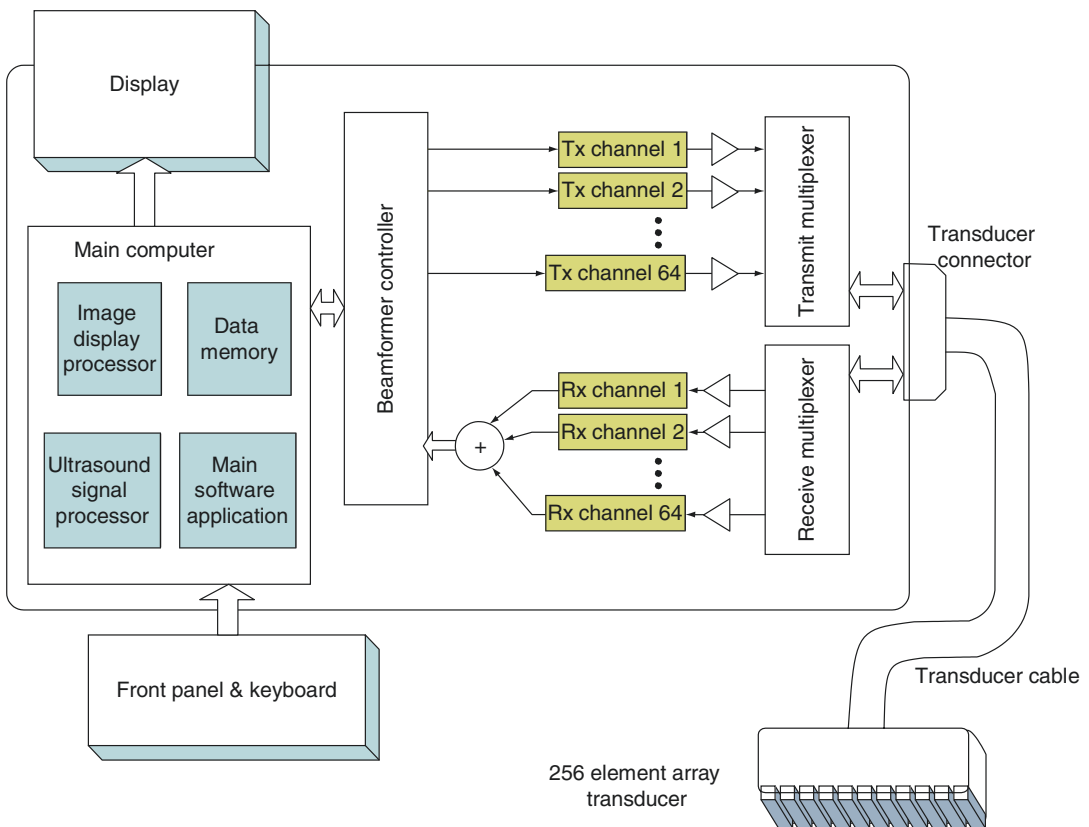 Display
Main computer
Image
display
processor
Data
memory
Ultrasound
signal
processor
Main
software
application
Front panel & keyboard
Beamformer controller
Tx channel 1
Tx channel 2
Tx channel 64
Transmit multiplexer
Rx channel 1
Rx channel 2
Rx channel 64
+
Receive multiplexer
Transducer
connector
Transducer cable
256 element array
transducer